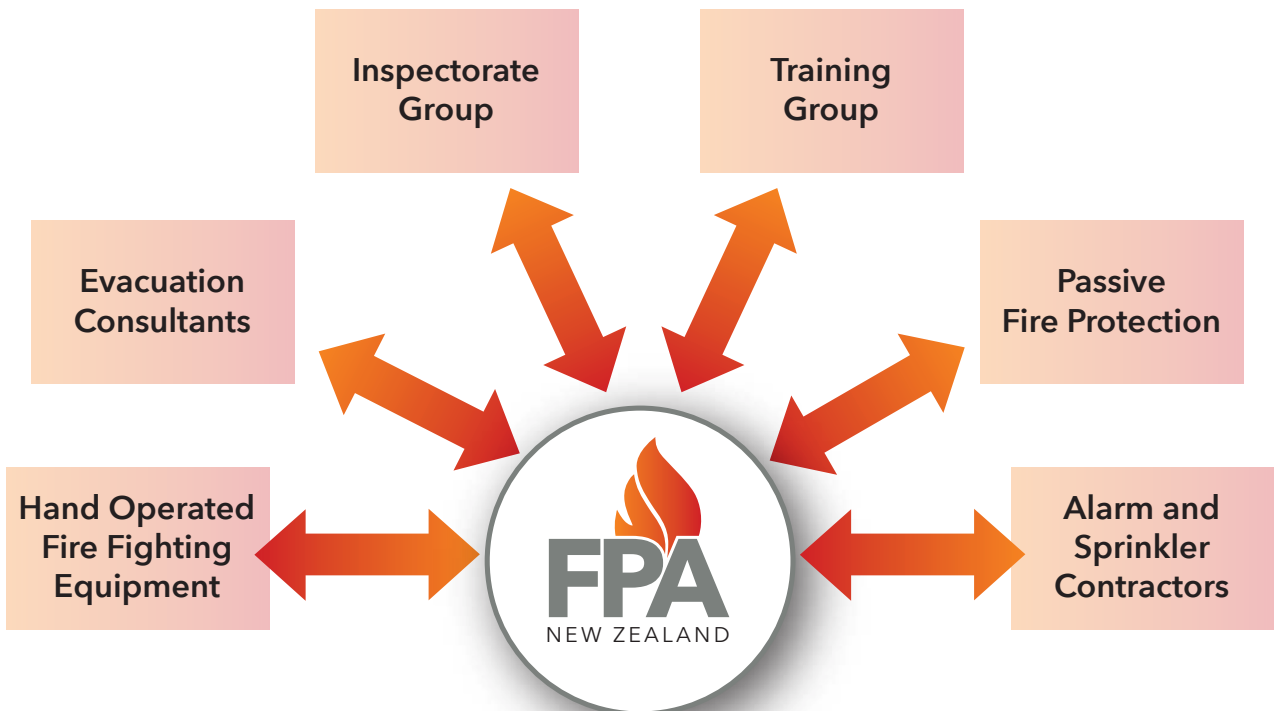 Inspectorate
Group
Training
Group
Evacuation
Consultants
Passive
Fire Protection
Hand Operated
Fire Fighting
Equipment
Alarm and
Sprinkler
Contractors
FPA
NEW ZEALAND